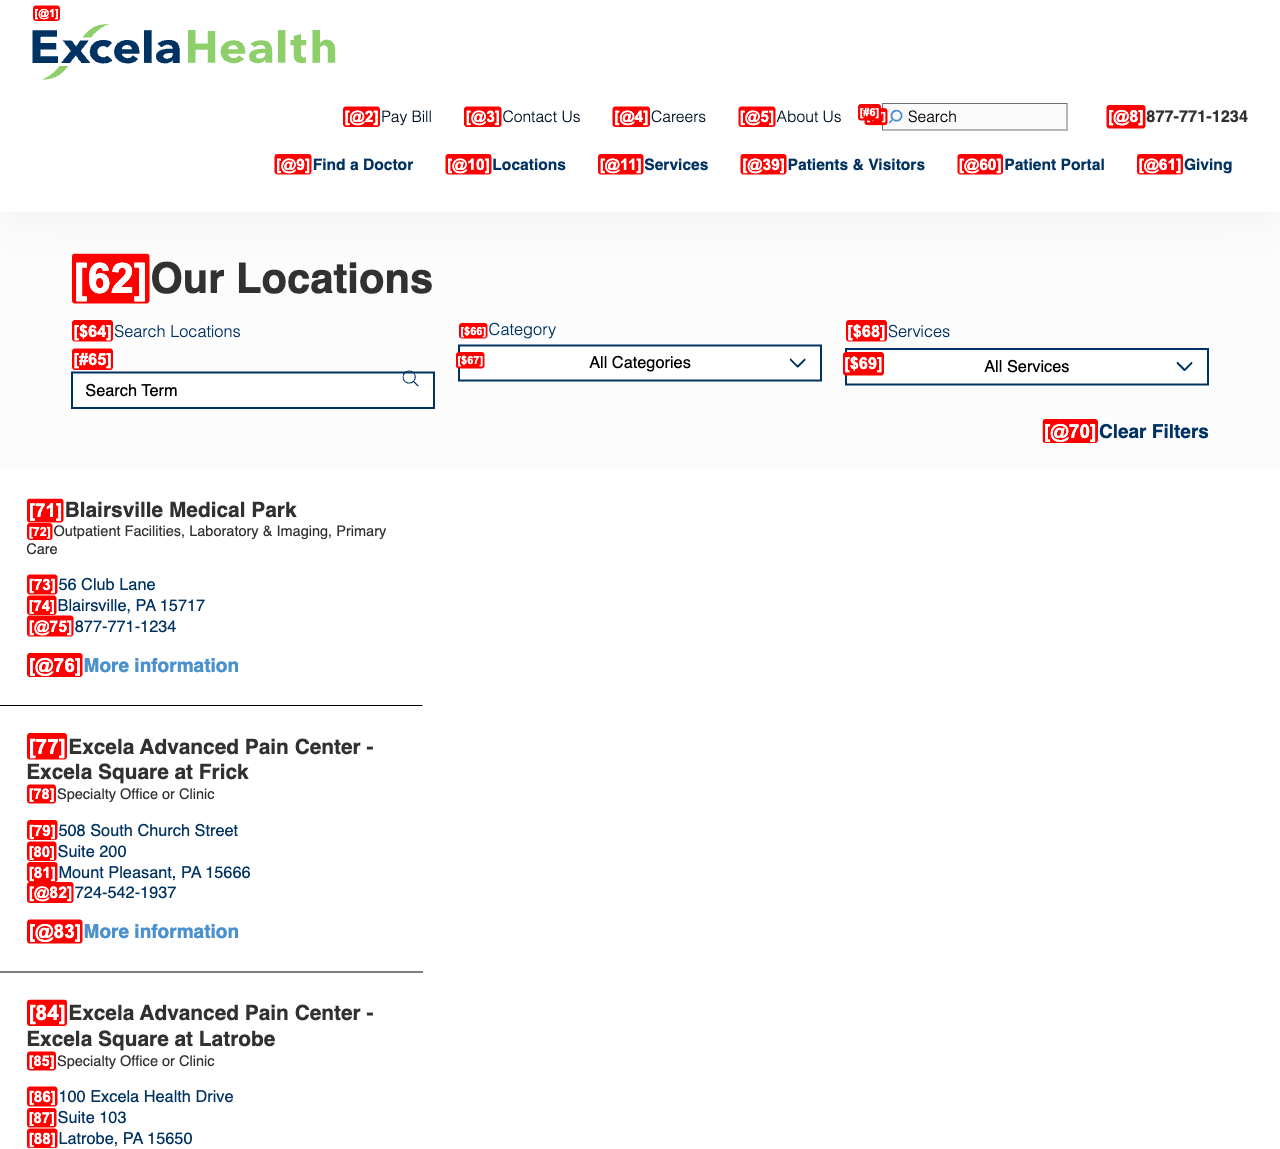 [@1]
ExcelaHealth
[@2]Pay Bill [@3]Contact Us [@4]Careers [@5]About Us [#6] Search [@8]877-771-1234
[@9]Find a Doctor [@10]Locations [@11]Services [@39]Patients & Visitors [@60]Patient Portal [@61]Giving
[62]Our Locations
[$64]Search Locations
[#65]
Search Term
[$66]Category
[$67] All Categories
[$68]Services
[$69] All Services
[@70]Clear Filters
[71]Blairsville Medical Park
[72]Outpatient Facilities, Laboratory & Imaging, Primary
Care
[73]56 Club Lane
[74]Blairsville, PA 15717
[@75]877-771-1234
[@76]More information
[77]Excela Advanced Pain Center -
Excela Square at Frick
[78]Specialty Office or Clinic
[79]508 South Church Street
[80]Suite 200
[81]Mount Pleasant, PA 15666
[@82]724-542-1937
[@83]More information
[84]Excela Advanced Pain Center -
Excela Square at Latrobe
[85]Specialty Office or Clinic
[86]100 Excela Health Drive
[87]Suite 103
[88]Latrobe, PA 15650